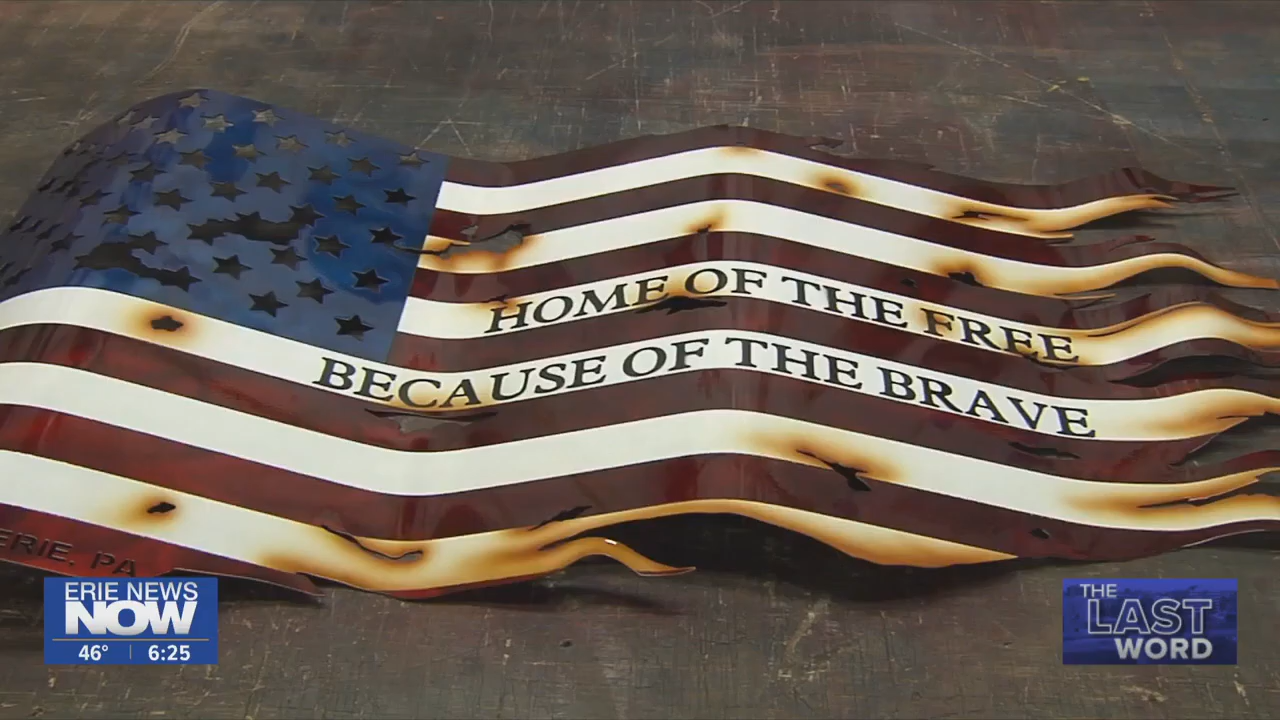 HOME OF THE FREE
BECAUSE OF THE BRAVE
ERIE, PA
ERIE NEWS
NOW
46° 6:25
THE
LAST
WORD